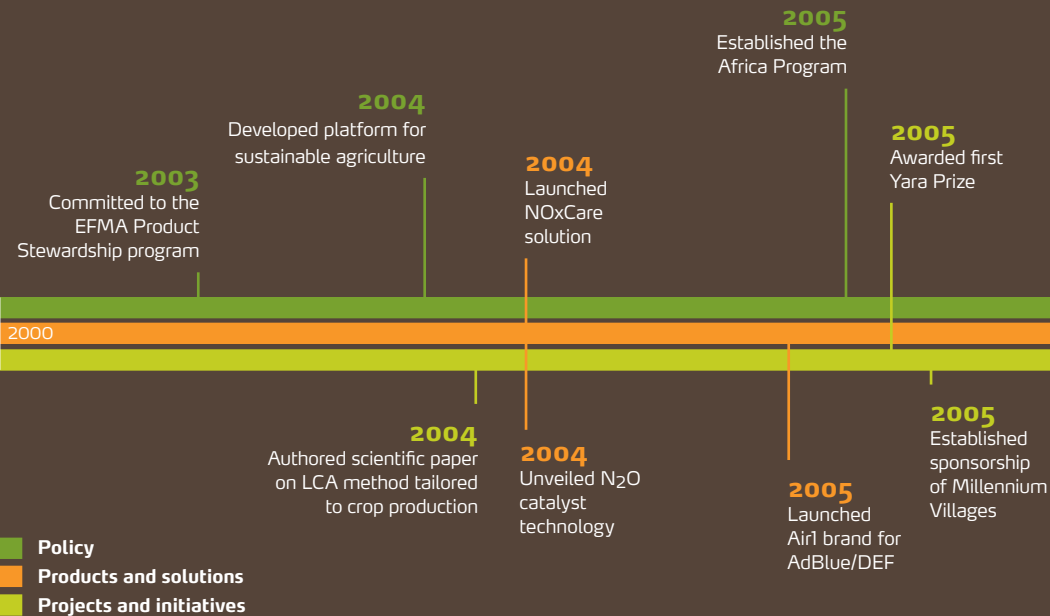 2003
Committed to the
EFMA Product
Stewardship program
2004
Developed platform for
sustainable agriculture
2004
Launched
NOxCare
solution
2005
Established the
Africa Program
2005
Awarded first
Yara Prize
2000
2004
Authored scientific paper
on LCA method tailored
to crop production
2004
Unveiled N2O
catalyst
technology
2005
Launched
Air1 brand for
AdBlue/DEF
2005
Established
sponsorship
of Millennium
Villages
Policy
Products and solutions
Projects and initiatives